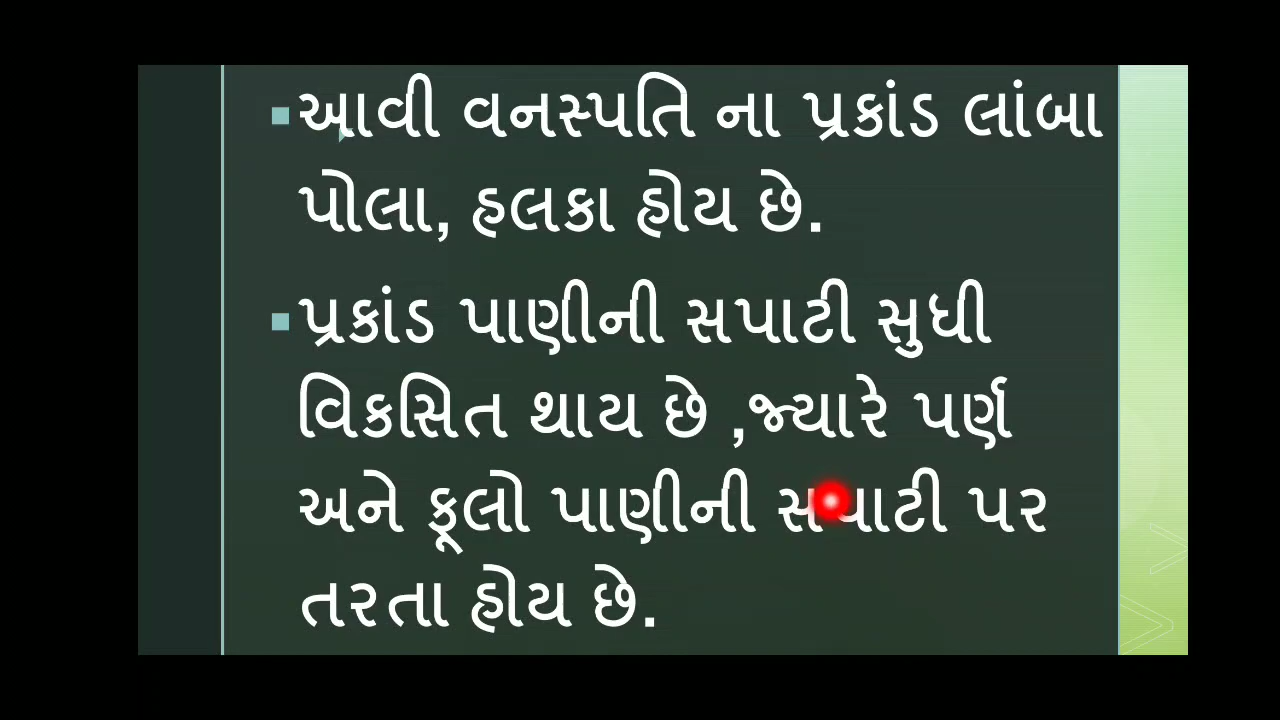 આવી વનસ્પતિ ના પ્રકાંડ લાંબા
પોલા, હલકા હોય છે.
પ્રકાંડ પાણીની સપાટી સુધી
વિકસિત થાય છે ,જ્યારે પર્ણ
અને ફૂલો પાણીની સપાટી પર
તરતા હોય છે.